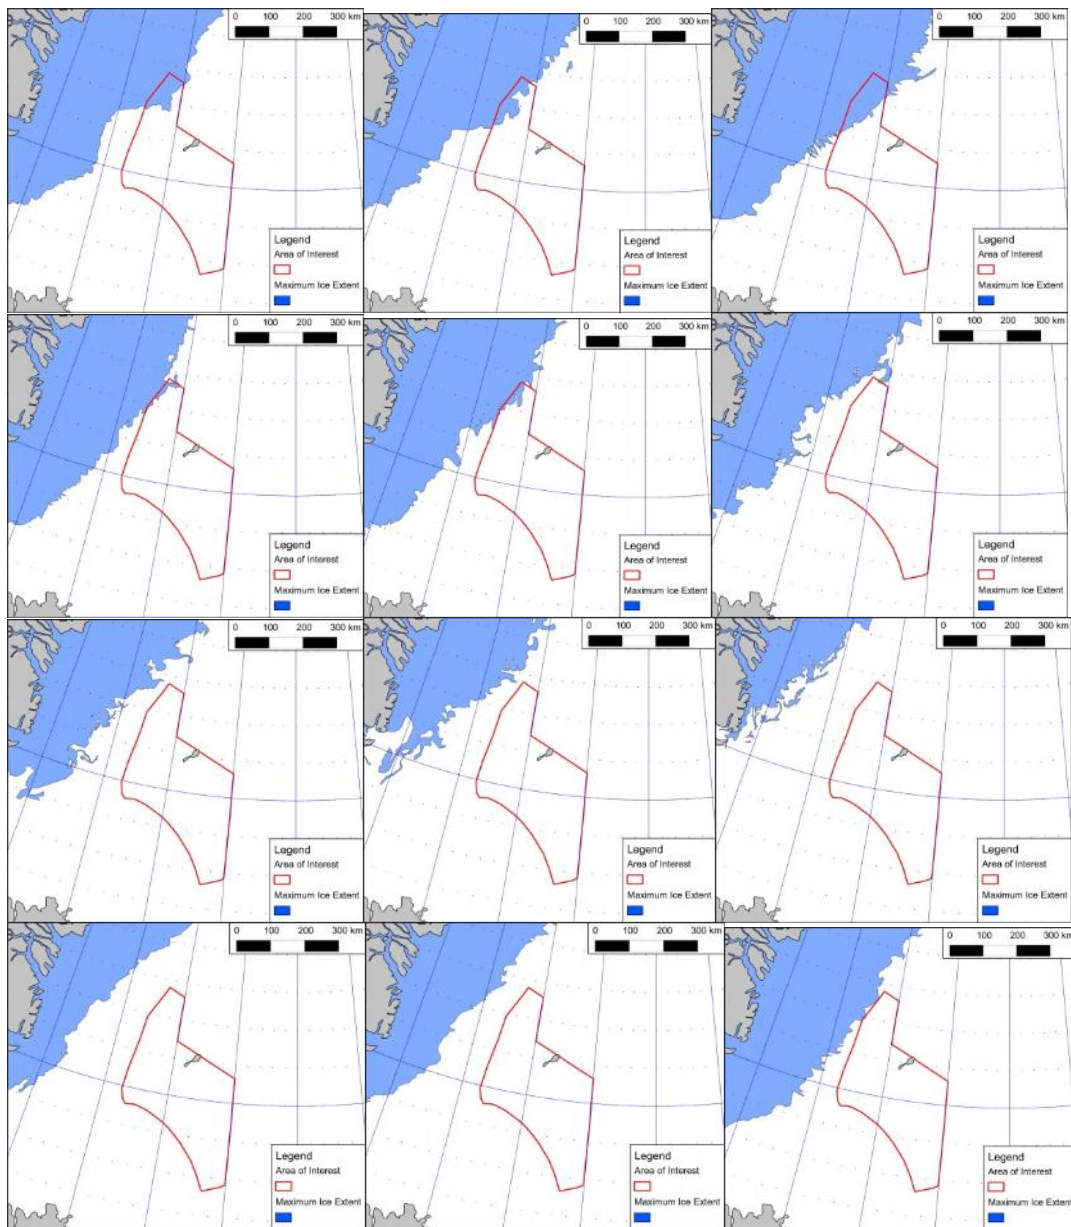 0 100 200 300 km
Legend
Area of Interest
Maximum Ice Extent
0 100 200 300 km
Legend
Area of Interest
Maximum Ice Extent
0 100 200 300 km
Legend
Area of Interest
Maximum Ice Extent
0 100 200 300 km
Legend
Area of Interest
Maximum Ice Extent
0 100 200 300 km
Legend
Area of Interest
Maximum Ice Extent
0 100 200 300 km
Legend
Area of Interest
Maximum Ice Extent
0 100 200 300 km
Legend
Area of Interest
Maximum Ice Extent
0 100 200 300 km
Legend
Area of Interest
Maximum Ice Extent
0 100 200 300 km
Legend
Area of Interest
Maximum Ice Extent
0 100 200 300 km
Legend
Area of Interest
Maximum Ice Extent
0 100 200 300 km
Legend
Area of Interest
Maximum Ice Extent
0 100 200 300 km
Legend
Area of Interest
Maximum Ice Extent